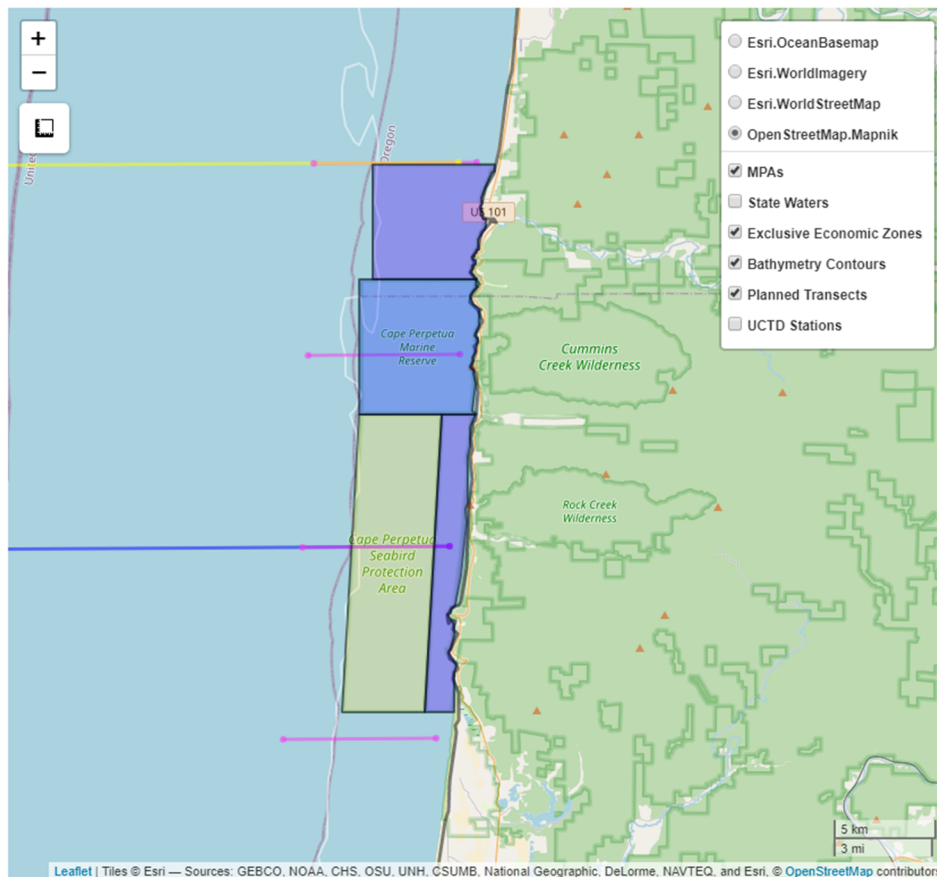 +
−
Esri.OceanBasemap
Esri.WorldImagery
Esri.WorldStreetMap
OpenStreetMap.Mapnik
MPAs
State Waters
Exclusive Economic Zones
Bathymetry Contours
Planned Transects
UCTD Stations
Oregon
US 101
Cape Perpetua
Marine
Reserve
Cummins
Creek Wilderness
Rock Creek
Wilderness
Cape Perpetua
Seabird
Protection
Area
5 km
3 mi
Leaflet | Tiles © Esri — Sources: GEBCO, NOAA, CHS, OSU, UNH, CSUMB, National Geographic, DeLorme, NAVTEQ, and Esri, © OpenStreetMap contributors